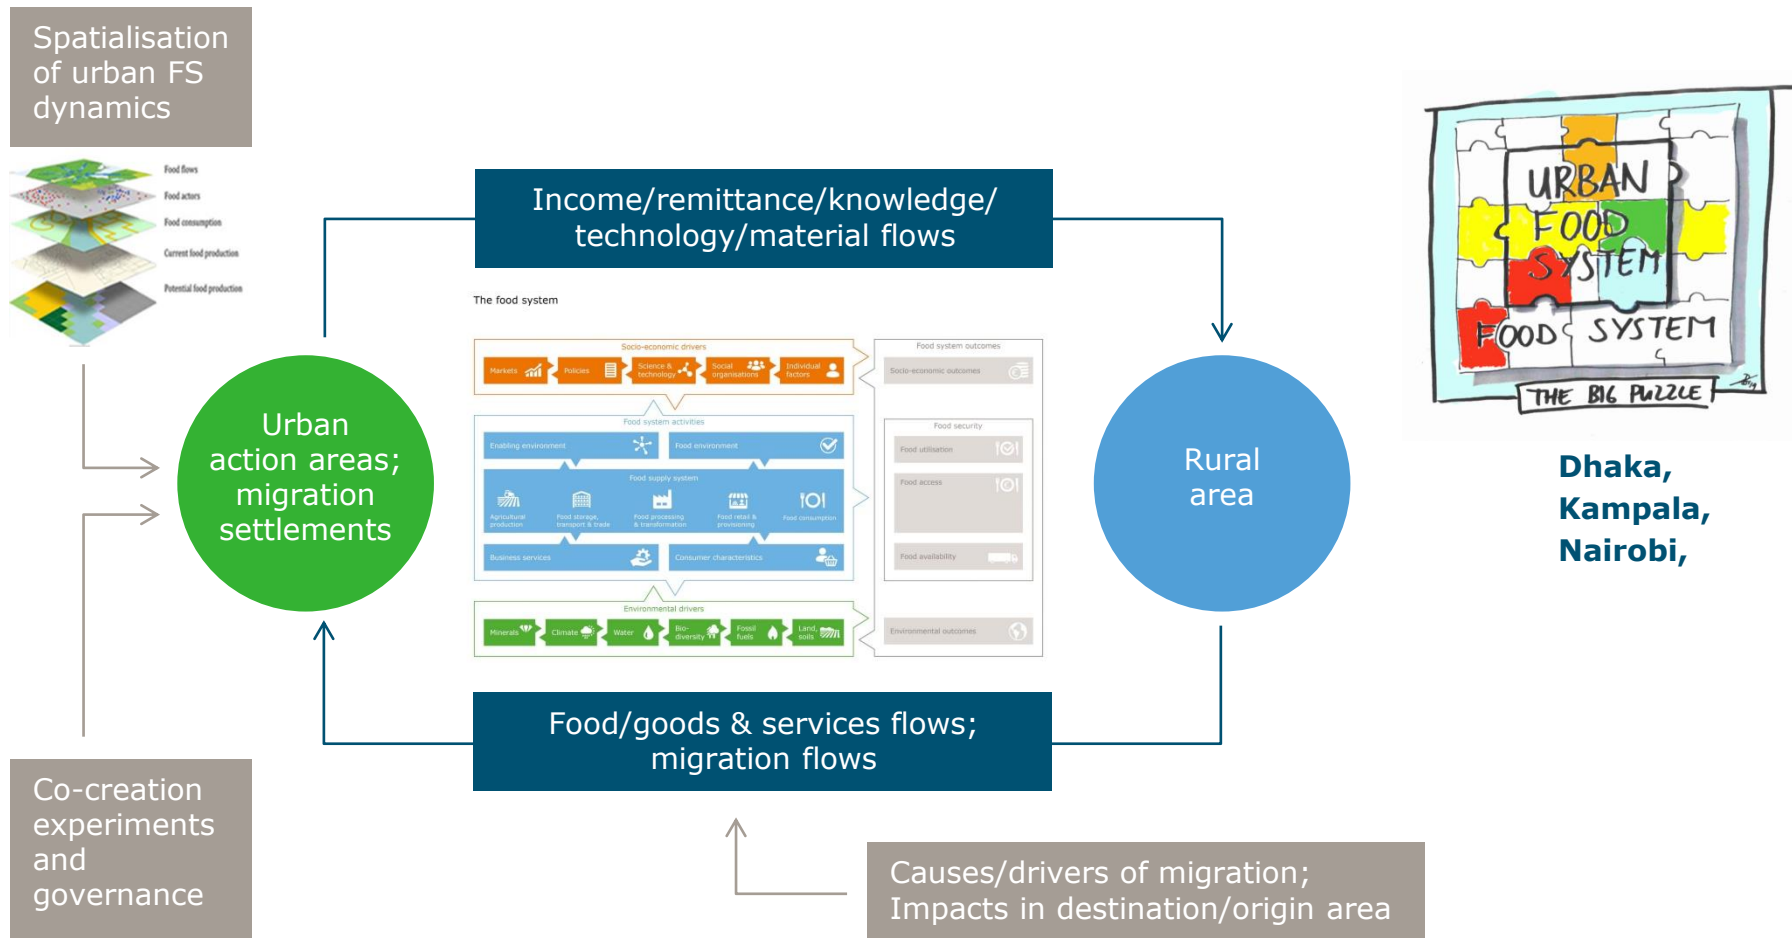 Spatialisation
of urban FS
dynamics
Food flows
Food actors
Food consumption
Current food production
Potential food production
Income/remittance/knowledge/
technology/material flows
The food system
Socio-economic drivers
Markets
Policies
Science &
technology
Social
organisations
Individual
factors
Food system activities
Enabling environment
Food environment
Food supply system
Agricultural
production
Food storage,
transport & trade
Food processing
& transformation
Food retail &
provisioning
Food consumption
Business services
Consumer characteristics
Environmental drivers
Minerals
Climate
Water
Bio-
diversity
Fossil
fuels
Land,
soils
Food system outcomes
Socio-economic outcomes
Food security
Food utilisation
Food access
Food availability
Environmental outcomes
Urban
action areas;
migration
settlements
Rural
area
URBAN
FOOD
SYSTEM
FOOD SYSTEM
THE BIG PUZZLE
Dhaka,
Kampala,
Nairobi,
Food/goods & services flows;
migration flows
Co-creation
experiments
and
governance
Causes/drivers of migration;
Impacts in destination/origin area